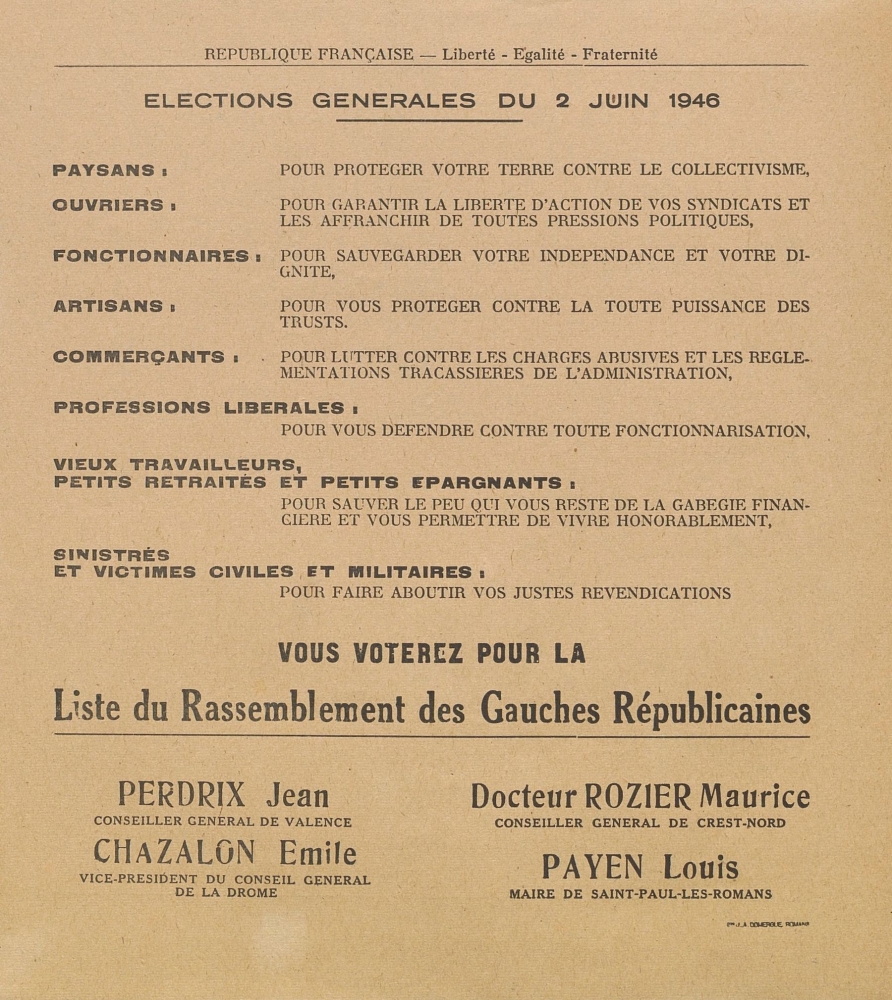 REPUBLIQUE FRANÇAISE — Liberté - Egalité - Fraternité
ELECTIONS GENERALES DU 2 JUIN 1946
PAYSANS : POUR PROTEGER VOTRE TERRE CONTRE LE COLLECTIVISME,
OUVRIERS : POUR GARANTIR LA LIBERTE D'ACTION DE VOS SYNDICATS ET
LES AFFRANCHIR DE TOUTES PRESSIONS POLITIQUES,
FONCTIONNAIRES : POUR SAUVEGARDER VOTRE INDEPENDANCE ET VOTRE DI-
GNITE,
ARTISANS : POUR VOUS PROTEGER CONTRE LA TOUTE PUISSANCE DES
TRUSTS.
COMMERÇANTS : POUR LUTTER CONTRE LES CHARGES ABUSIVES ET LES REGLE-
MENTATIONS TRACASSIERES DE L'ADMINISTRATION,
PROFESSIONS LIBERALES :
POUR VOUS DEFENDRE CONTRE TOUTE FONCTIONNARISATION,
VIEUX TRAVAILLEURS,
PETITS RETRAITÉS ET PETITS EPARGNANTS :
POUR SAUVER LE PEU QUI VOUS RESTE DE LA GABEGIE FINAN-
CIERE ET VOUS PERMETTRE DE VIVRE HONORABLEMENT,
SINISTRÉS
ET VICTIMES CIVILES ET MILITAIRES :
POUR FAIRE ABOUTIR VOS JUSTES REVENDICATIONS
VOUS VOTEREZ POUR LA
Liste du Rassemblement des Gauches Républicaines
PERDRIX Jean
CONSEILLER GENERAL DE VALENCE
CHAZALON Emile
VICE-PRESIDENT DU CONSEIL GENERAL
DE LA DROME
Docteur ROZIER Maurice
CONSEILLER GENERAL DE CREST-NORD
PAYEN Louis
MAIRE DE SAINT-PAUL-LES-ROMANS
J.A. DOMERGUE, ROMANS